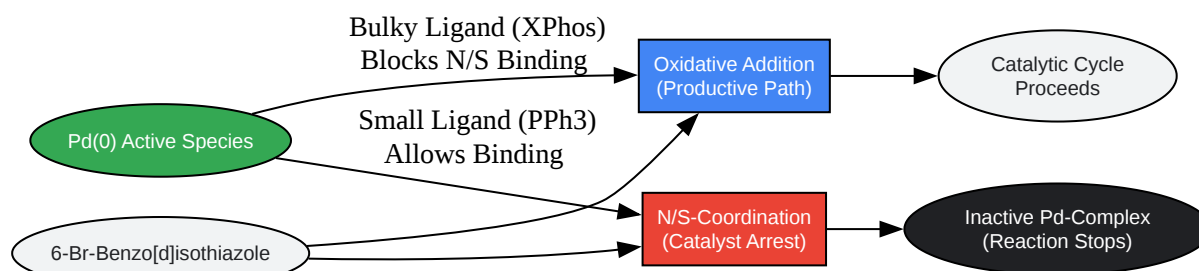 Bulky Ligand (XPhos)
Blocks N/S Binding
Oxidative Addition
(Productive Path)
Catalytic Cycle
Proceeds
Small Ligand (PPh3)
Allows Binding
Pd(0) Active Species
N/S-Coordination
(Catalyst Arrest)
Inactive Pd-Complex
(Reaction Stops)
6-Br-Benzo[d]isothiazole